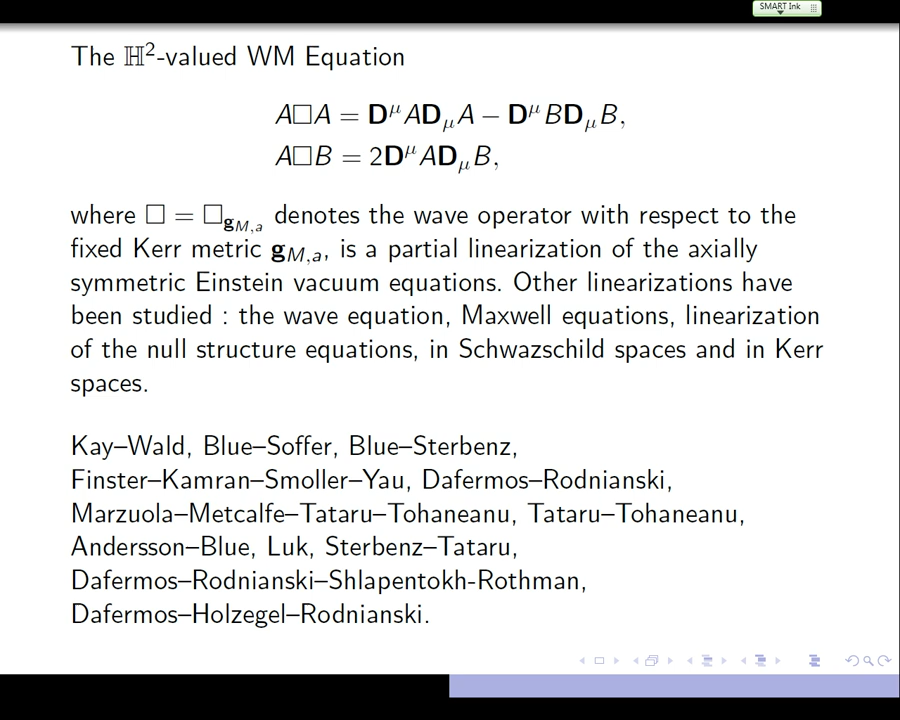 SMART Ink
The ℍ²-valued WM Equation
A□A = D^μ AD_μ A − D^μ BD_μ B,
A□B = 2D^μ AD_μ B,
where □ = □_{g_{M,a}} denotes the wave operator with respect to the
fixed Kerr metric g_{M,a}, is a partial linearization of the axially
symmetric Einstein vacuum equations. Other linearizations have
been studied : the wave equation, Maxwell equations, linearization
of the null structure equations, in Schwazschild spaces and in Kerr
spaces.
Kay–Wald, Blue–Soffer, Blue–Sterbenz,
Finster–Kamran–Smoller–Yau, Dafermos–Rodnianski,
Marzuola–Metcalfe–Tataru–Tohaneanu, Tataru–Tohaneanu,
Andersson–Blue, Luk, Sterbenz–Tataru,
Dafermos–Rodnianski–Shlapentokh-Rothman,
Dafermos–Holzegel–Rodnianski.